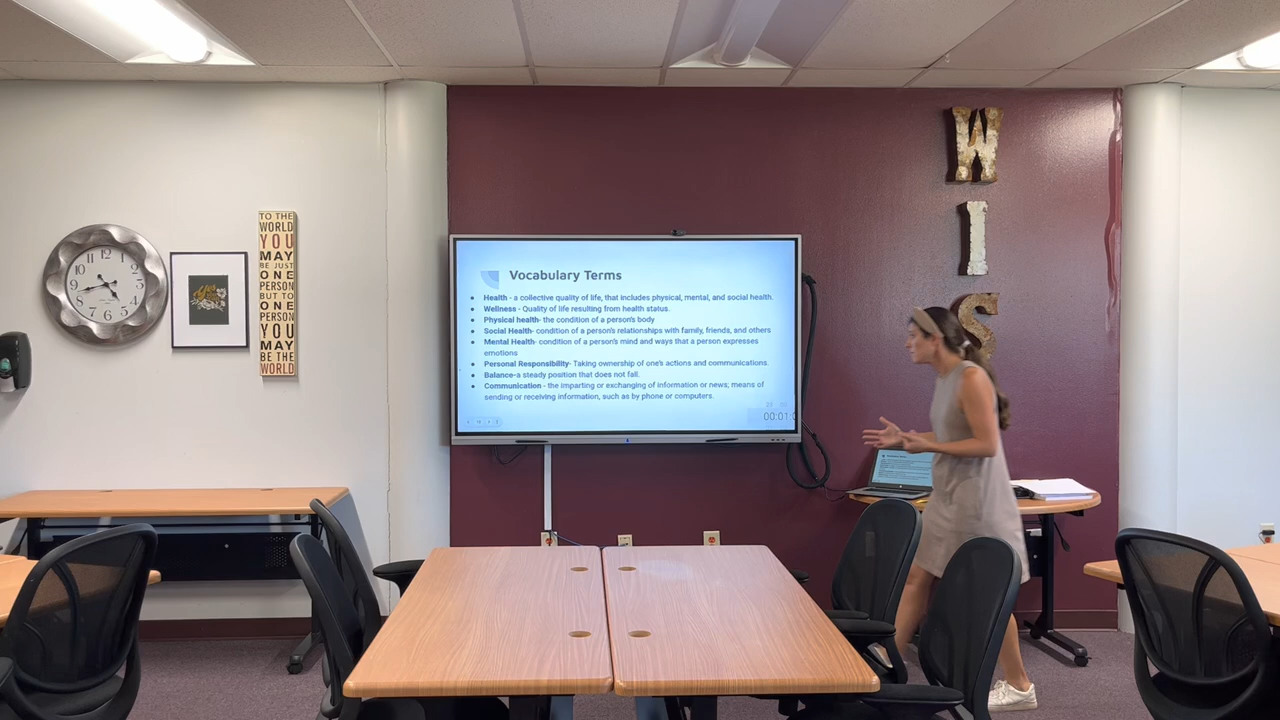 TO THE
WORLD
YOU
MAY
BE JUST
ONE
PERSON
BUT TO
ONE
PERSON
YOU
MAY
BE THE
WORLD
Vocabulary Terms
● Health - a collective quality of life, that includes physical, mental, and social health.
● Wellness - Quality of life resulting from health status.
● Physical health- the condition of a person's body
● Social Health- condition of a person's relationships with family, friends, and others
● Mental Health- condition of a person's mind and ways that a person expresses
emotions
● Personal Responsibility- Taking ownership of one's actions and communications.
● Balance-a steady position that does not fall.
● Communication - the imparting or exchanging of information or news; means of
sending or receiving information, such as by phone or computers.
00:01:0
W
I
S